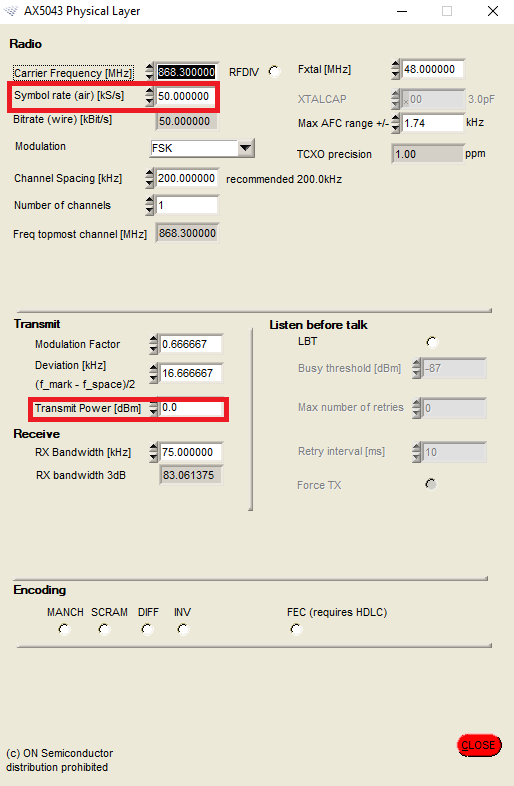 AX5043 Physical Layer
Radio
Carrier Frequency [MHz] 868.300000 RFDIV
Fxtal [MHz] 48.000000
Symbol rate (air) [kS/s] 50.000000
XTALCAP x00 3.0pF
Bitrate (wire) [kBit/s] 50.000000
Max AFC range +/- 1.74 kHz
Modulation FSK
TCXO precision 1.00 ppm
Channel Spacing [kHz] 200.000000 recommended 200.0kHz
Number of channels 1
Freq topmost channel [MHz] 868.300000
Transmit
Modulation Factor 0.666667
Deviation [kHz]
(f_mark - f_space)/2 16.666667
Transmit Power [dBm] 0.0
Receive
RX Bandwidth [kHz] 75.000000
RX bandwidth 3dB 83.061375
Listen before talk
LBT
Busy threshold [dBm] -87
Max number of retries 0
Retry interval [ms] 10
Force TX
Encoding
MANCH SCRAM DIFF INV FEC (requires HDLC)
CLOSE
(c) ON Semiconductor
distribution prohibited